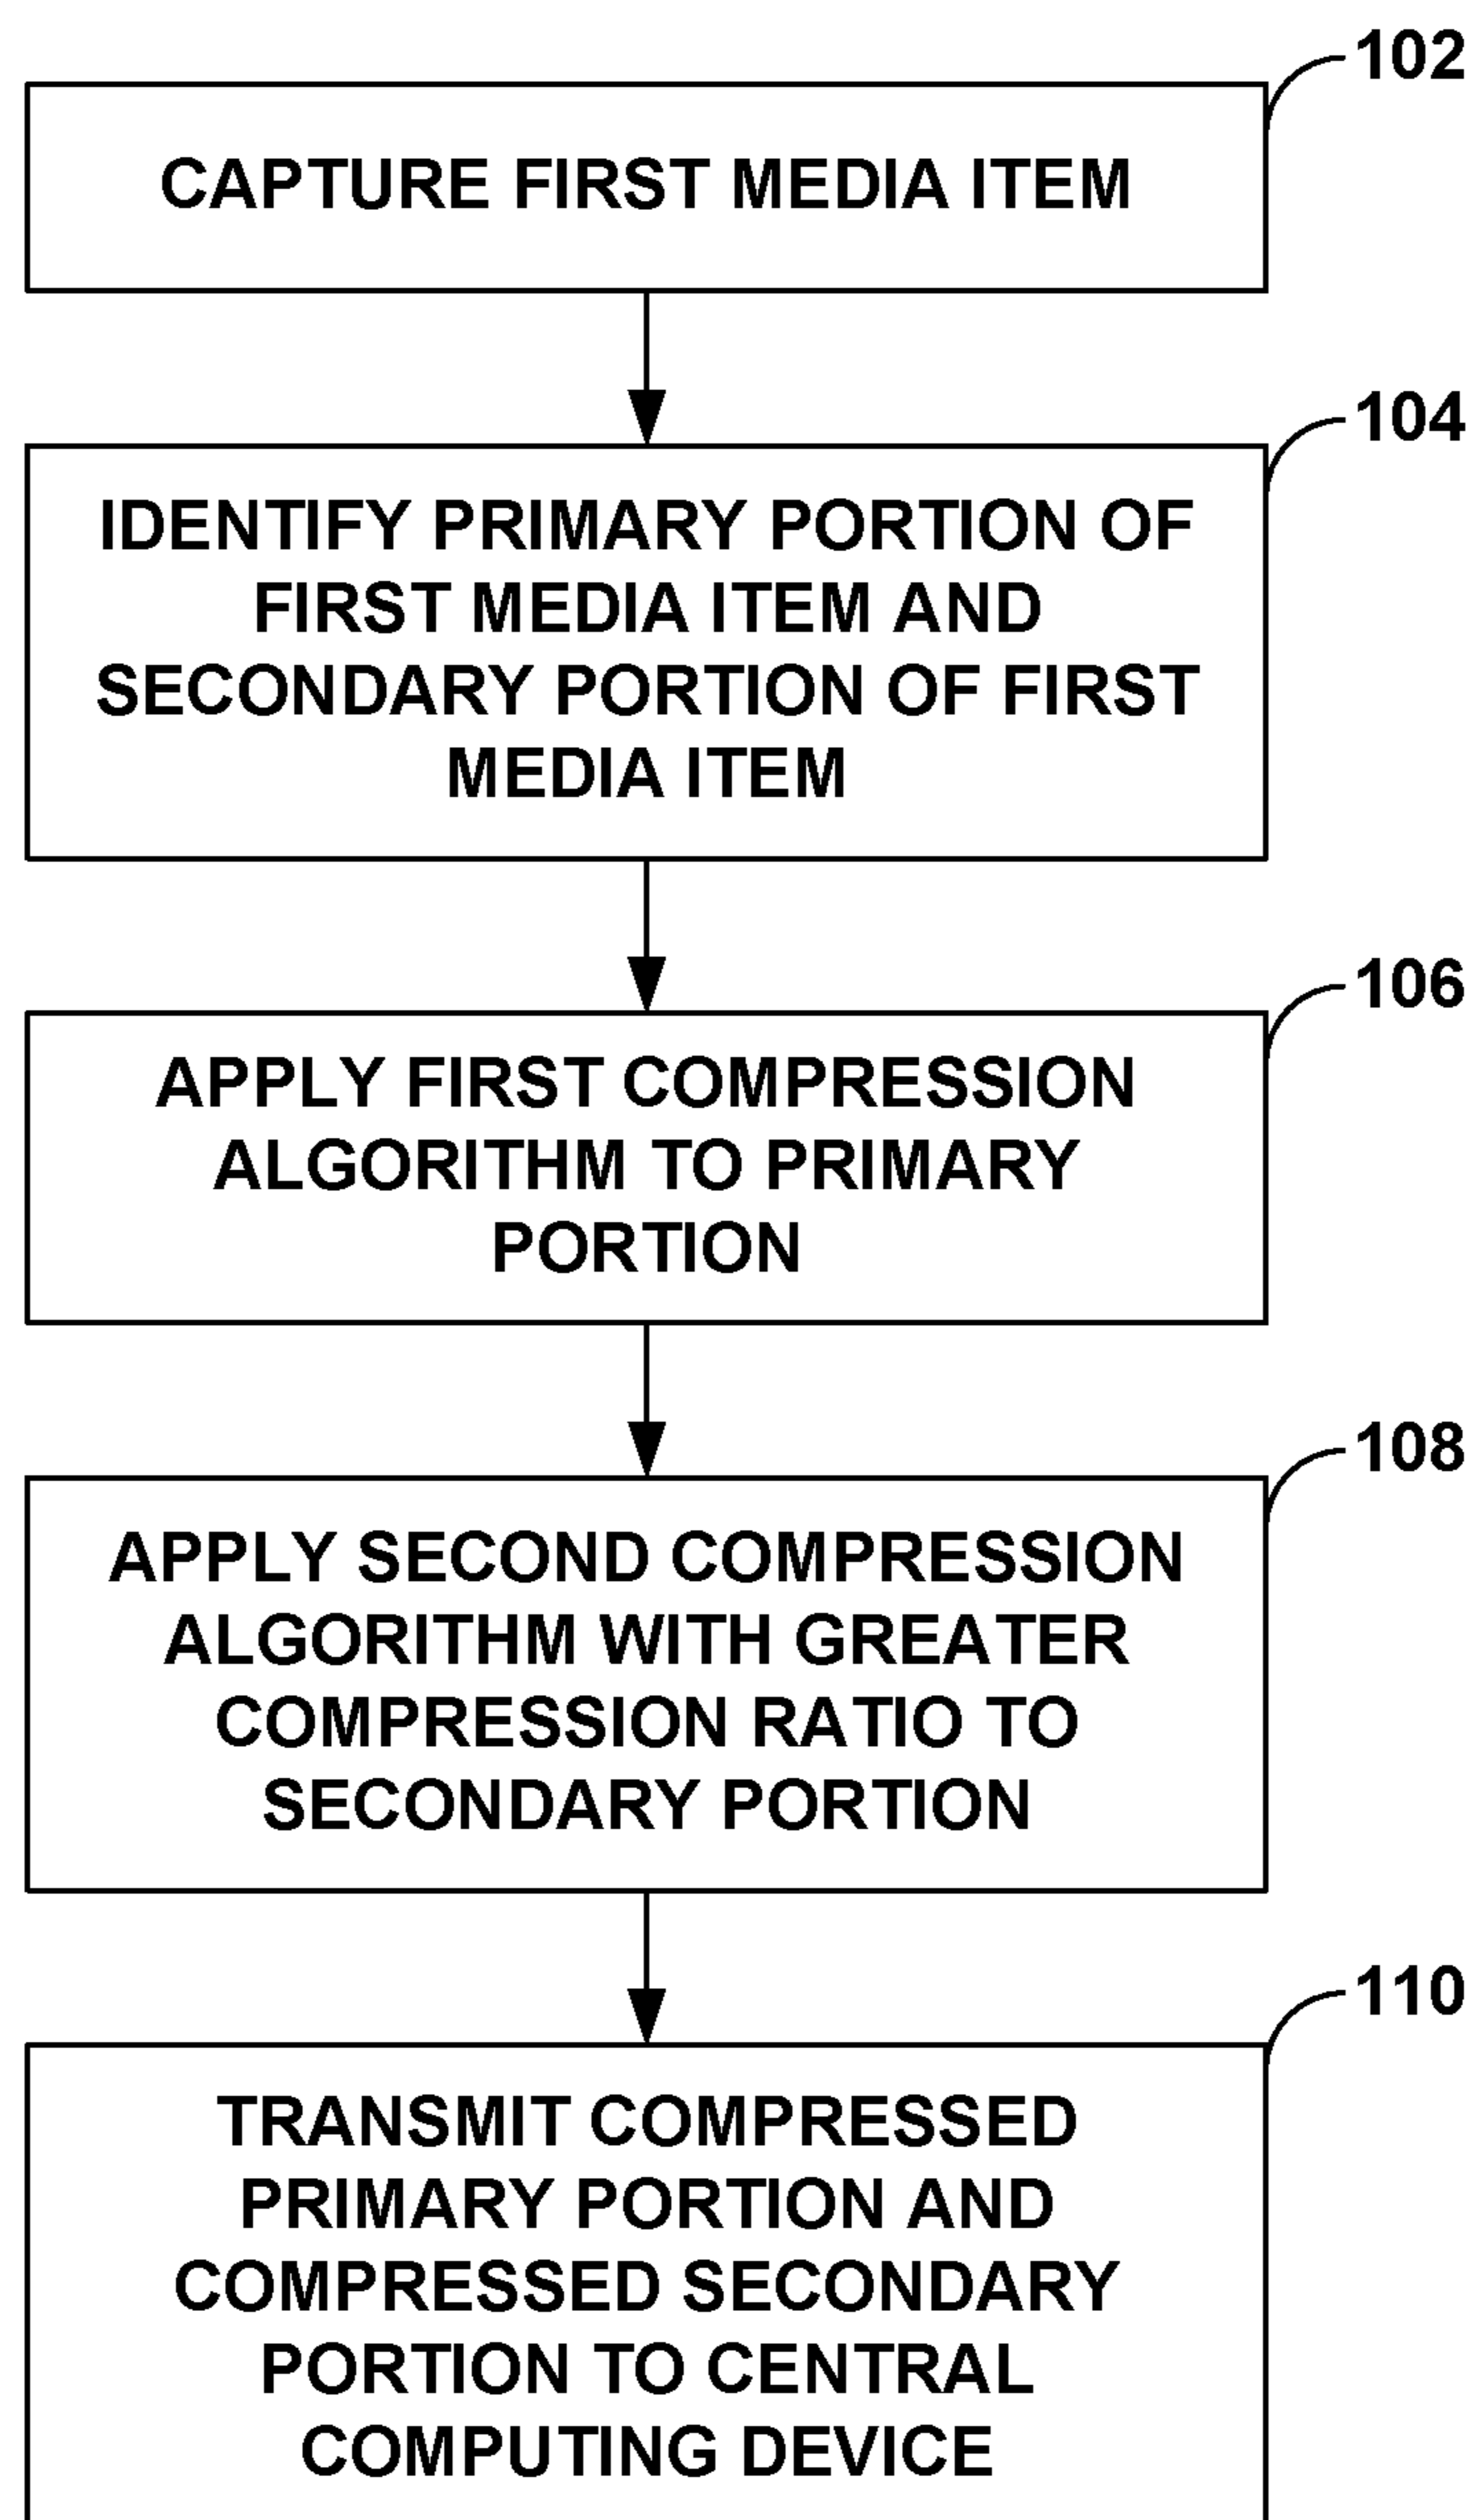 102
CAPTURE FIRST MEDIA ITEM
104
IDENTIFY PRIMARY PORTION OF
FIRST MEDIA ITEM AND
SECONDARY PORTION OF FIRST
MEDIA ITEM
106
APPLY FIRST COMPRESSION
ALGORITHM TO PRIMARY
PORTION
108
APPLY SECOND COMPRESSION
ALGORITHM WITH GREATER
COMPRESSION RATIO TO
SECONDARY PORTION
110
TRANSMIT COMPRESSED
PRIMARY PORTION AND
COMPRESSED SECONDARY
PORTION TO CENTRAL
COMPUTING DEVICE